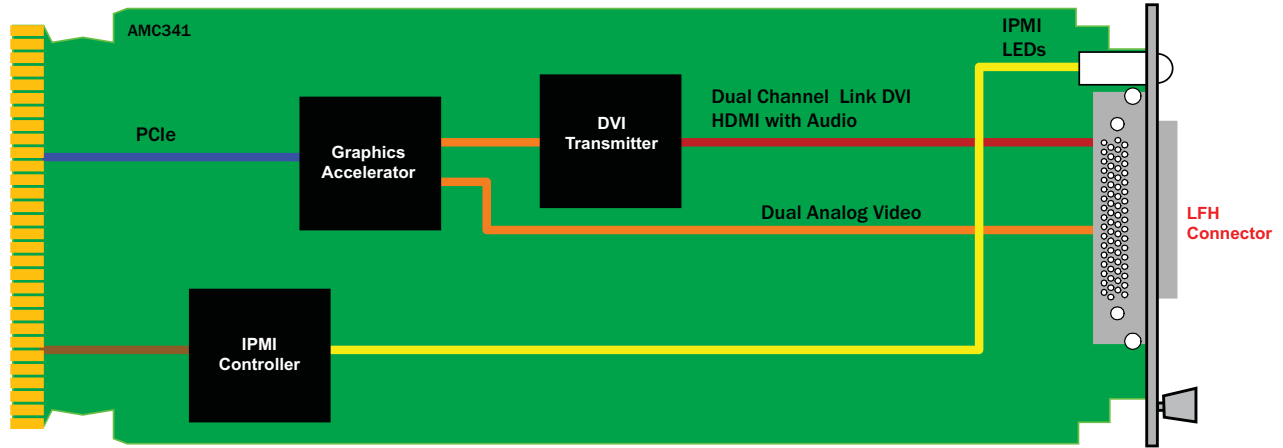 AMC341
IPMI
LEDs
PCIe
Graphics
Accelerator
DVI
Transmitter
Dual Channel  Link DVI
HDMI with Audio
Dual Analog Video
LFH
Connector
IPMI
Controller